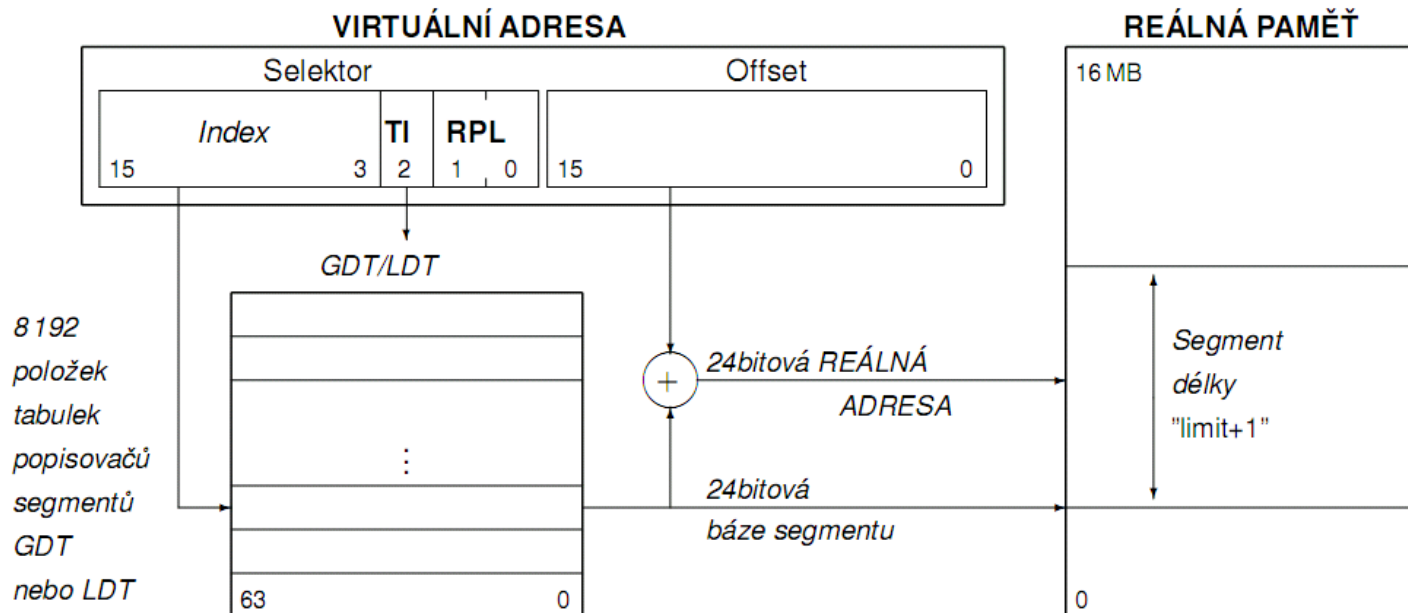 VIRTUÁLNÍ ADRESA
REÁLNÁ PAMĚŤ
Selektor
Offset
16 MB
Index
TI
RPL
15
3
2
1
0
15
0
GDT/LDT
8 192
položek
tabulek
popisovačů
segmentů
GDT
nebo LDT
⋮
63
0
+
24bitová REÁLNÁ
ADRESA
24bitová
báze segmentu
Segment
délky
"limit+1"
0